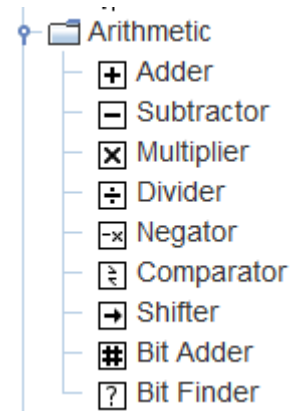 Arithmetic
+ Adder
− Subtractor
× Multiplier
÷ Divider
-x Negator
Comparator
→ Shifter
# Bit Adder
? Bit Finder